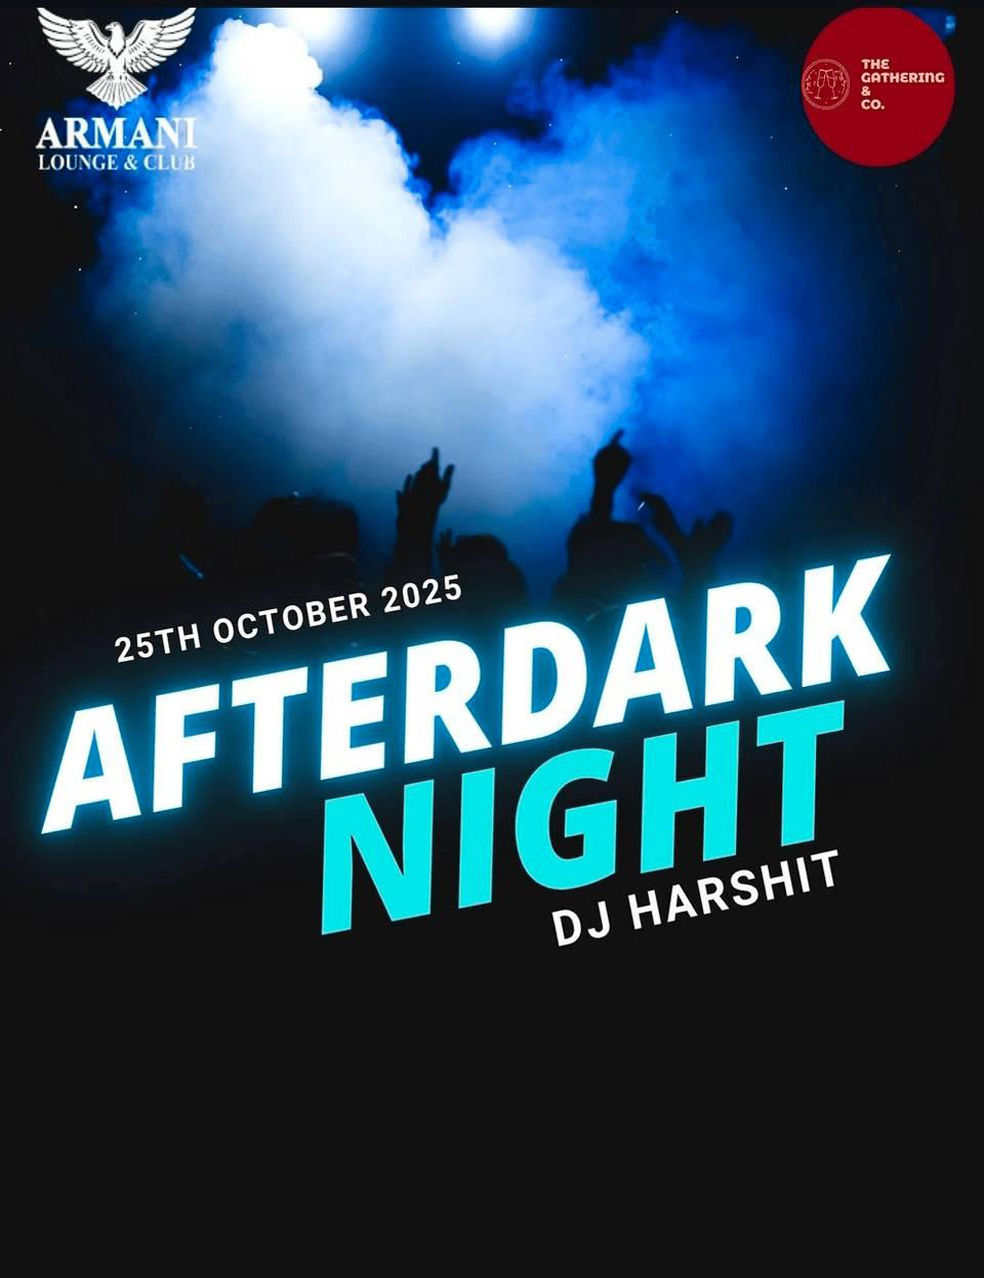 ARMANI
LOUNGE & CLUB
THE
GATHERING
&
CO.
25TH OCTOBER 2025
AFTERDARK
NIGHT
DJ HARSHIT